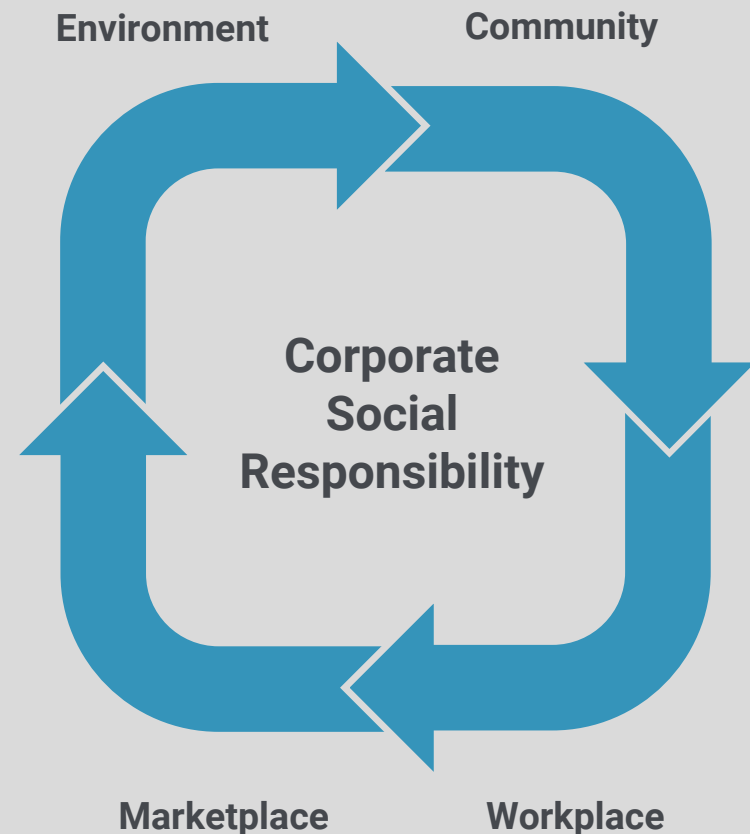 Environment
Community
Corporate
Social
Responsibility
Marketplace
Workplace